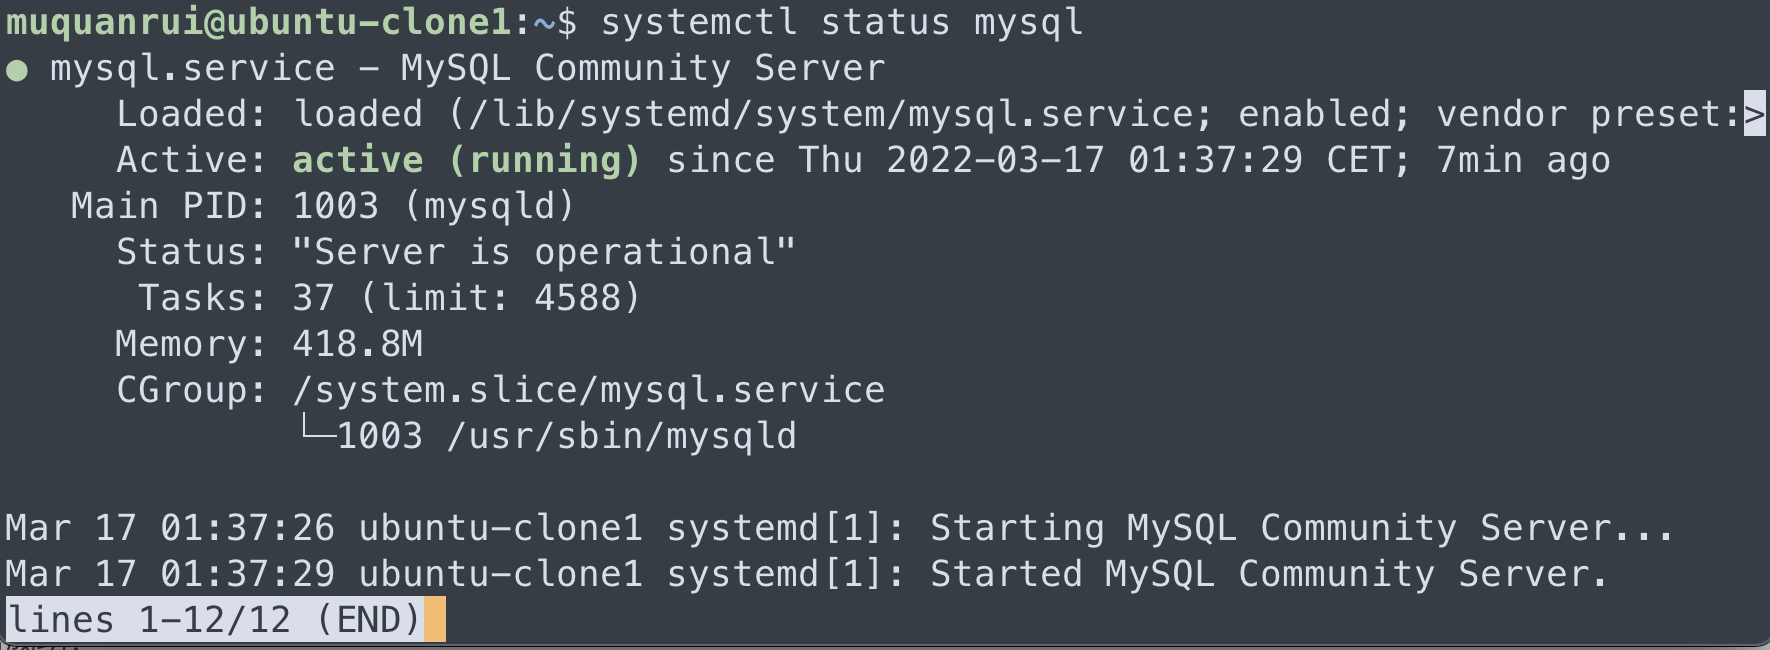 muquanrui@ubuntu-clone1:~$ systemctl status mysql
● mysql.service - MySQL Community Server
     Loaded: loaded (/lib/systemd/system/mysql.service; enabled; vendor preset:>
     Active: active (running) since Thu 2022-03-17 01:37:29 CET; 7min ago
   Main PID: 1003 (mysqld)
     Status: "Server is operational"
      Tasks: 37 (limit: 4588)
     Memory: 418.8M
     CGroup: /system.slice/mysql.service
             └─1003 /usr/sbin/mysqld

Mar 17 01:37:26 ubuntu-clone1 systemd[1]: Starting MySQL Community Server...
Mar 17 01:37:29 ubuntu-clone1 systemd[1]: Started MySQL Community Server.
lines 1-12/12 (END)